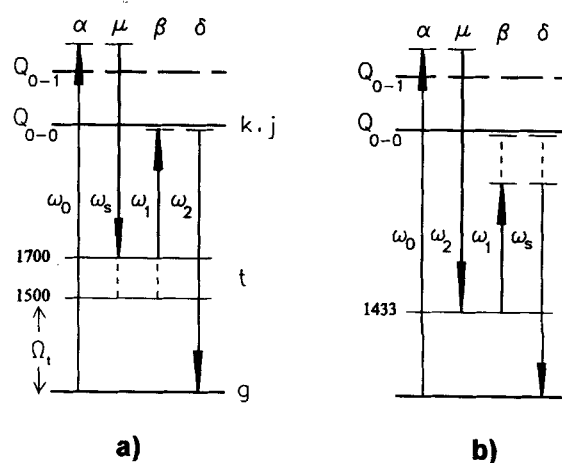 α μ β δ
Q0-1
Q0-0
k,j
ω0 ωs ω1 ω2
1700
t
1500
Ωt
g
a)
α μ β δ
Q0-1
Q0-0
ω0 ω2 ω1 ωs
1433
b)